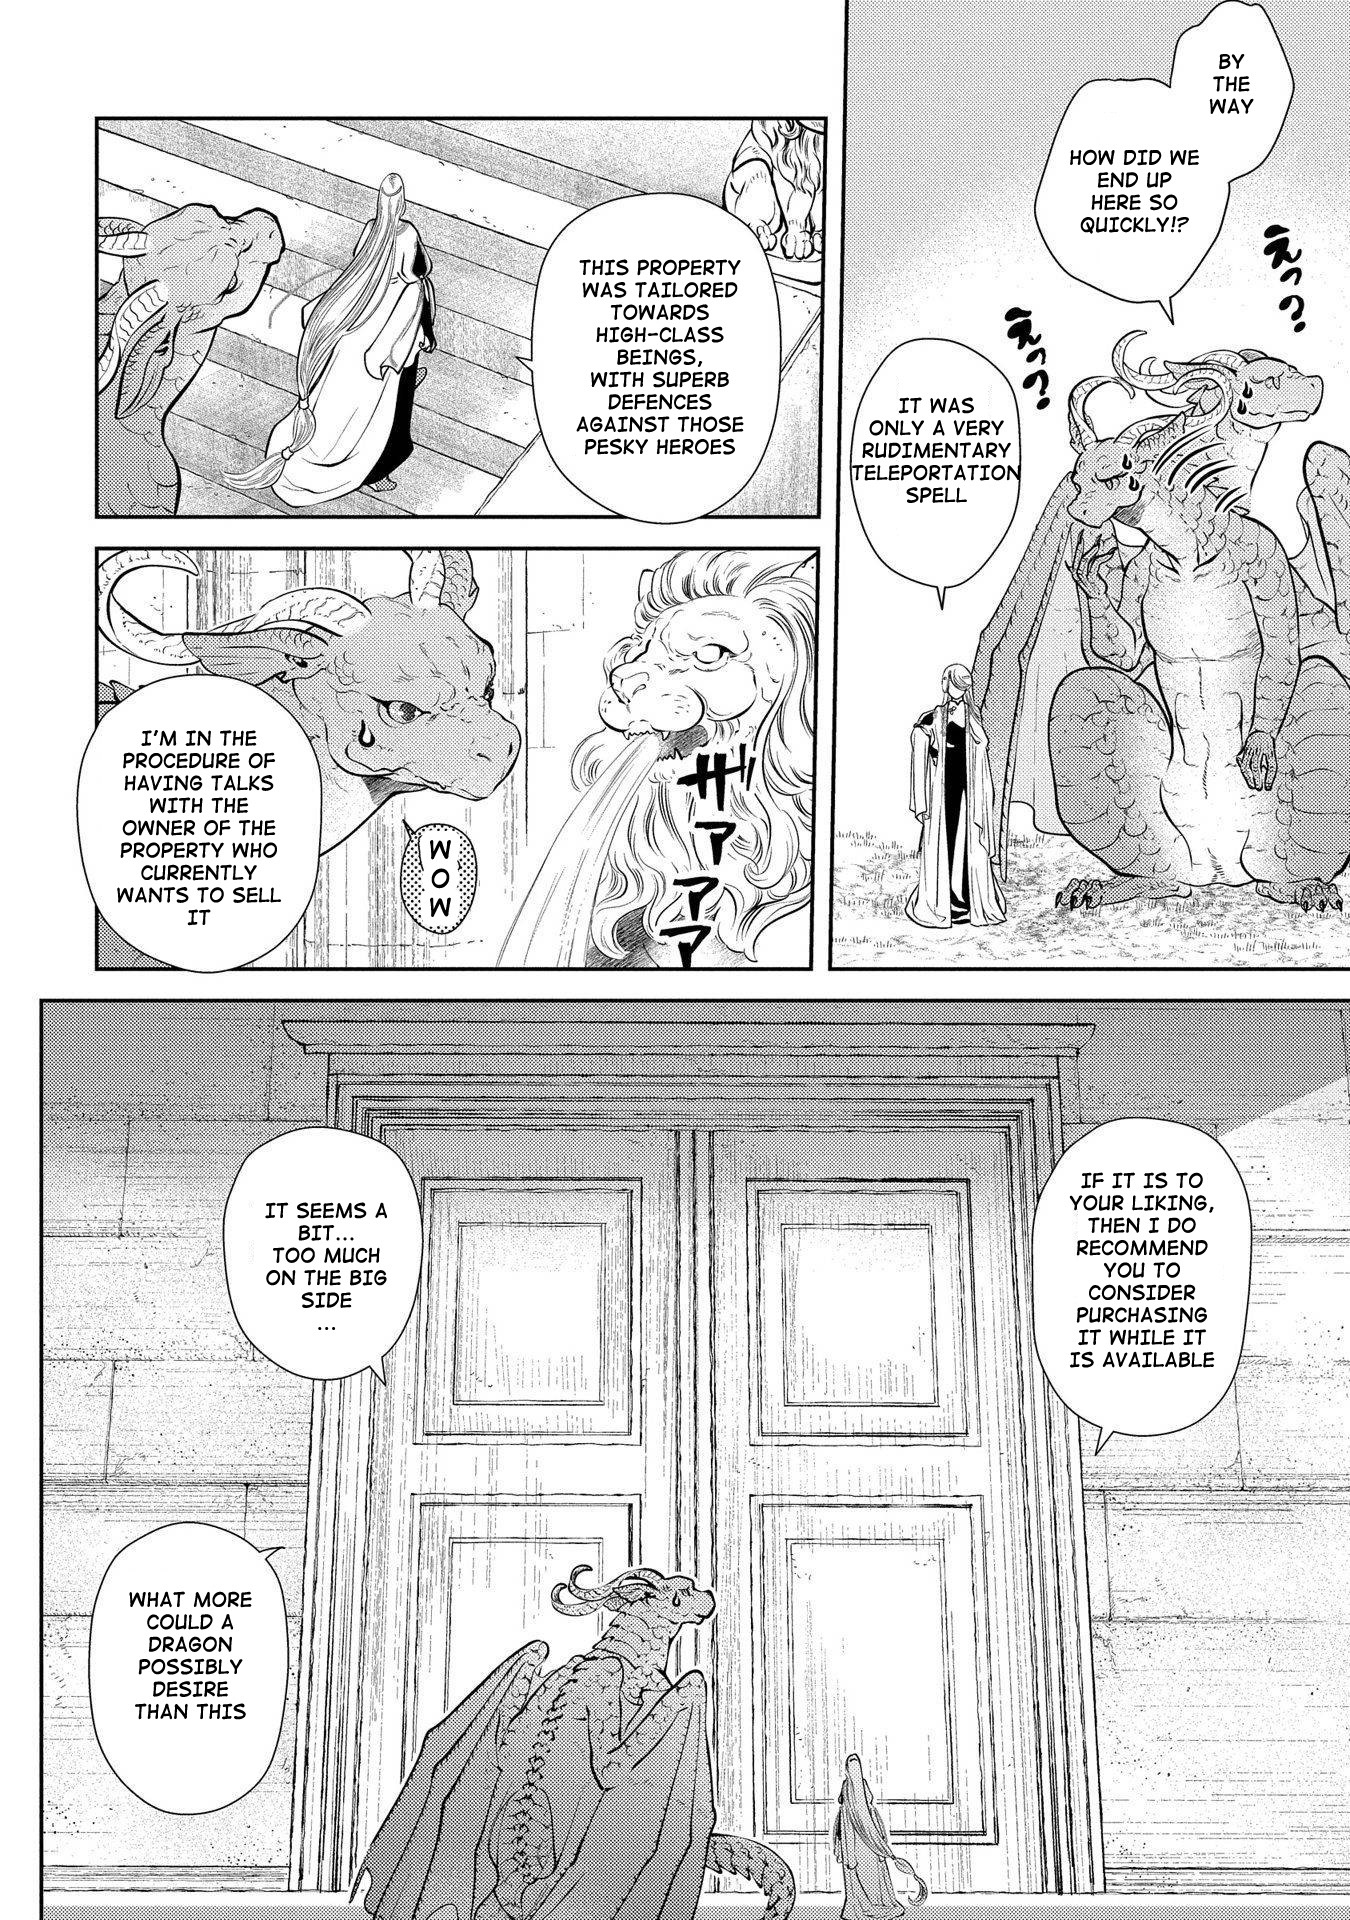 BY
THE
WAY
HOW DID WE
END UP
HERE SO
QUICKLY!?
えっ?
えっ?
IT WAS
ONLY A VERY
RUDIMENTARY
TELEPORTATION
SPELL
THIS PROPERTY
WAS TAILORED
TOWARDS
HIGH-CLASS
BEINGS,
WITH SUPERB
DEFENCES
AGAINST THOSE
PESKY HEROES
ザァァァァ
WOW
I'M IN THE
PROCEDURE OF
HAVING TALKS
WITH THE
OWNER OF THE
PROPERTY WHO
CURRENTLY
WANTS TO SELL
IT
IF IT IS TO
YOUR LIKING,
THEN I DO
RECOMMEND
YOU TO
CONSIDER
PURCHASING
IT WHILE IT
IS AVAILABLE
IT SEEMS A
BIT...
TOO MUCH
ON THE BIG
SIDE
...
WHAT MORE
COULD A
DRAGON
POSSIBLY
DESIRE
THAN THIS